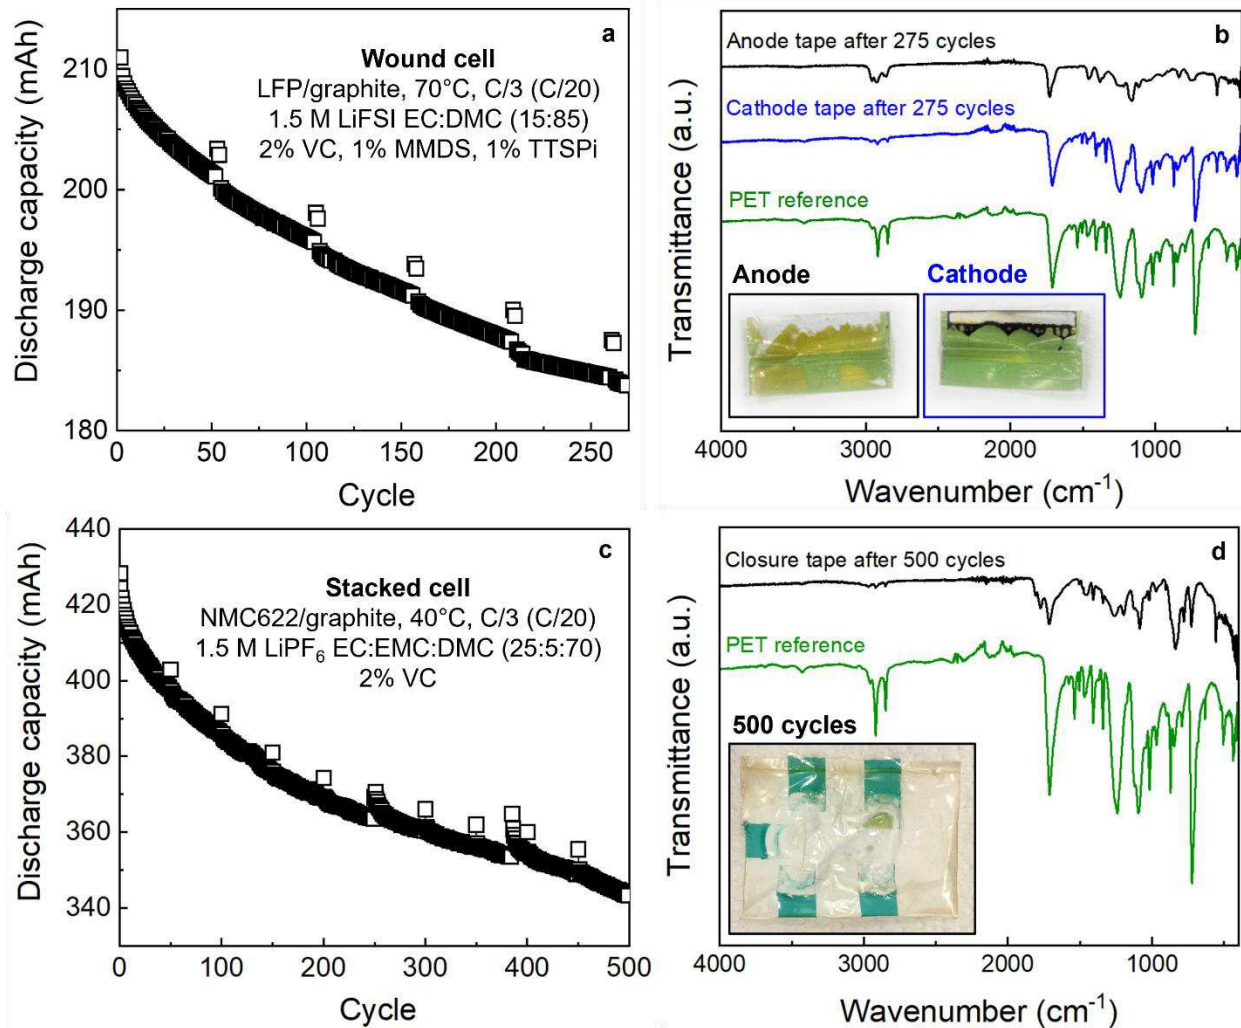 a
Wound cell
LFP/graphite, 70°C, C/3 (C/20)
1.5 M LiFSI EC:DMC (15:85)
2% VC, 1% MMDS, 1% TTSPi
Discharge capacity (mAh)
210
200
190
180
0 50 100 150 200 250
Cycle
b
Anode tape after 275 cycles
Cathode tape after 275 cycles
PET reference
Anode
Cathode
Transmittance (a.u.)
4000 3000 2000 1000
Wavenumber (cm⁻¹)
c
Stacked cell
NMC622/graphite, 40°C, C/3 (C/20)
1.5 M LiPF₆ EC:EMC:DMC (25:5:70)
2% VC
Discharge capacity (mAh)
440
420
400
380
360
340
0 100 200 300 400 500
Cycle
d
Closure tape after 500 cycles
PET reference
500 cycles
Transmittance (a.u.)
4000 3000 2000 1000
Wavenumber (cm⁻¹)